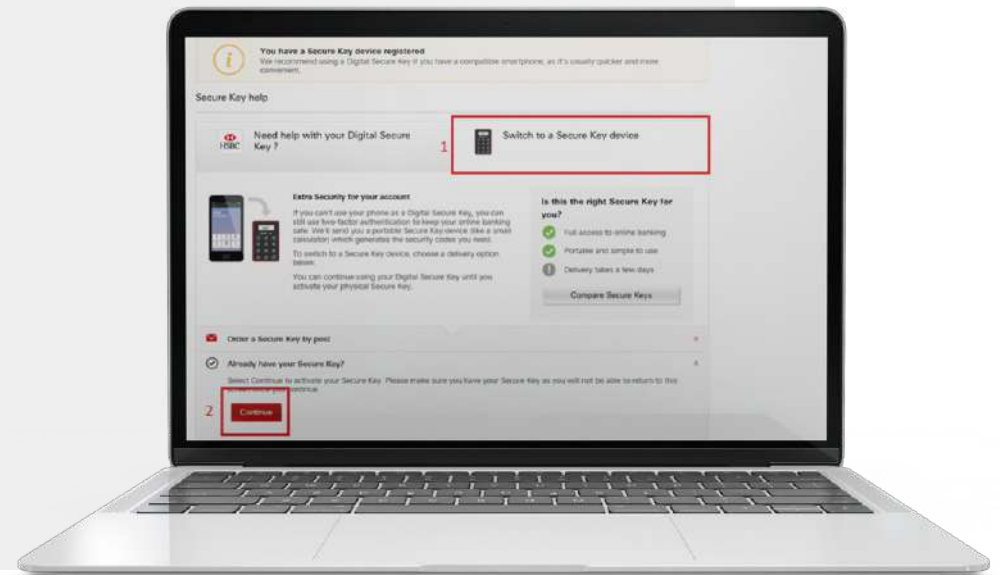 You have a Secure Key device registered
We recommend using a Digital Secure Key if you have a compatible smartphone, as it's usually quicker and more
convenient.
Secure Key help
HSBC
Need help with your Digital Secure
Key ?
1
Switch to a Secure Key device
Extra Security for your account
If you can't use your phone as a Digital Secure Key, you can
still use two-factor authentication to keep your online banking
safe. We'll send you a portable Secure Key device (like a small
calculator) which generates the security codes you need.
To switch to a Secure Key device, choose a delivery option
below.
You can continue using your Digital Secure Key until you
activate your physical Secure Key.
Is this the right Secure Key for
you?
Full access to online banking
Portable and simple to use
Delivery takes a few days
Compare Secure Keys
Order a Secure Key by post
Already have your Secure Key?
Select Continue to activate your Secure Key. Please make sure you have your Secure Key as you will not be able to return to this
screen once you continue
2
Continue